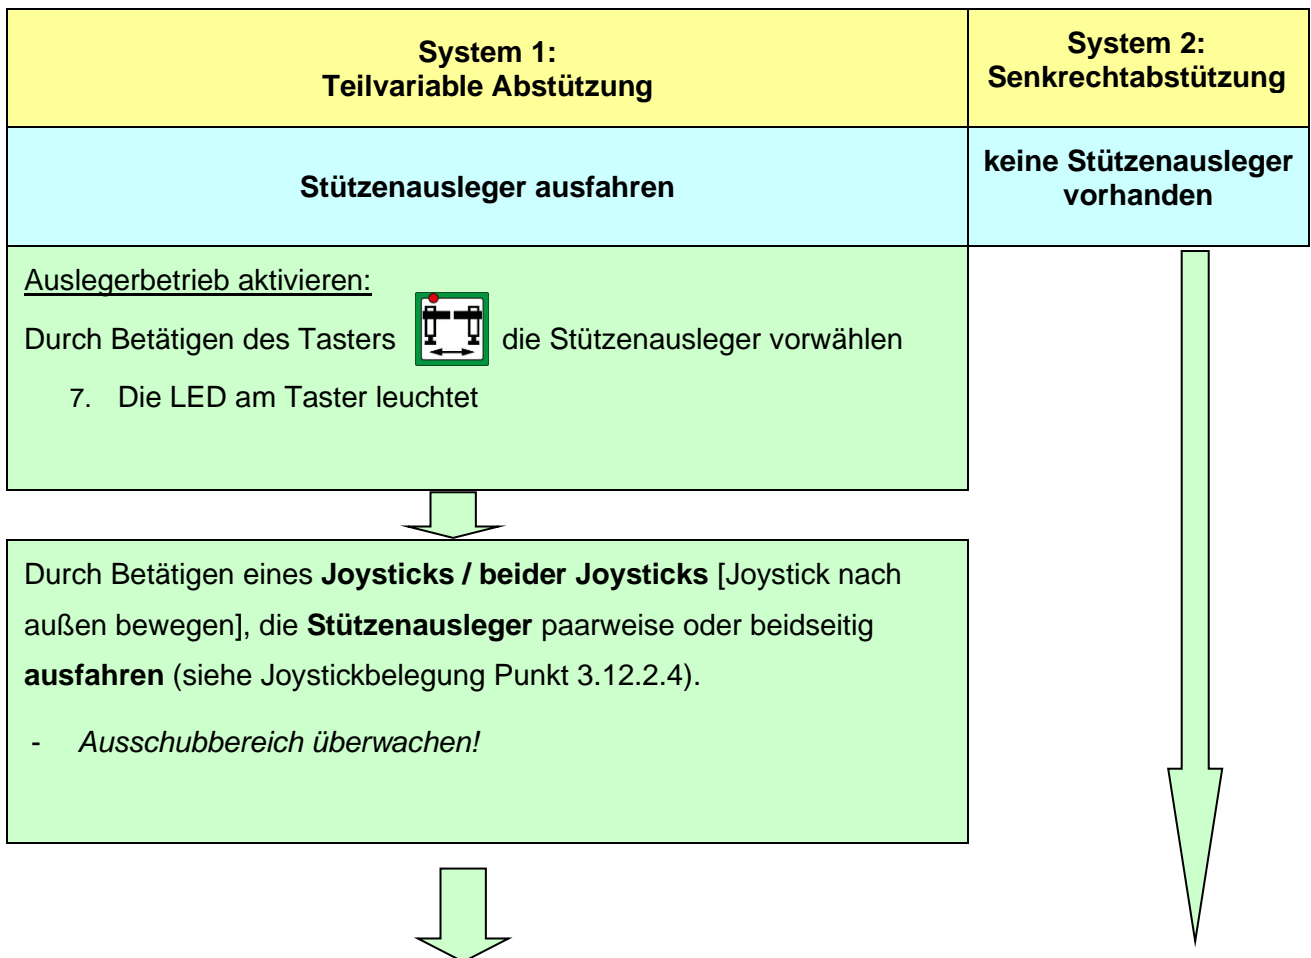 System 1:
Teilvariable Abstützung
System 2:
Senkrechtabstützung
Stützenausleger ausfahren
keine Stützenausleger
vorhanden
Auslegerbetrieb aktivieren:
Durch Betätigen des Tasters die Stützenausleger vorwählen
7. Die LED am Taster leuchtet
Durch Betätigen eines Joysticks / beider Joysticks [Joystick nach
außen bewegen], die Stützenausleger paarweise oder beidseitig
ausfahren (siehe Joystickbelegung Punkt 3.12.2.4).
- Ausschubbereich überwachen!